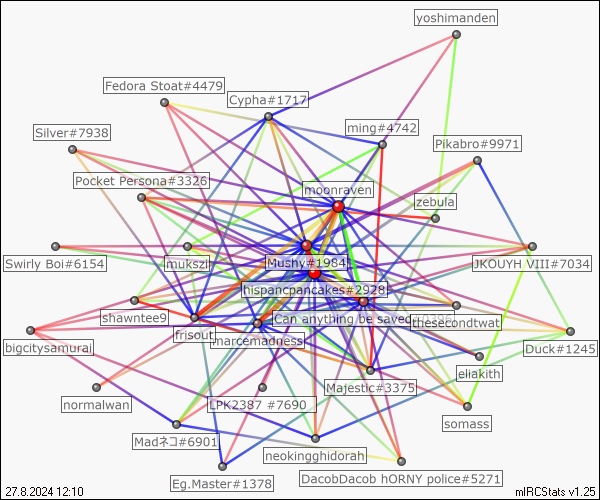 yoshimanden
Fedora Stoat#4479
Cypha#1717
ming#4742
Silver#7938
Pikabro#9971
Pocket Persona#3326
moonraven
zebula
Swirly Boi#6154
mukszlr
Mushy#1984
JKOUYH VIII#7034
hispancpancakes#2928
shawntee9
Can anything be saved
thesecondtwat
frisout
marcemadness
bigcitysamurai
Duck#1245
eliakith
Majestic#3375
normalwan
LPK2387 #7690
somass
Madネコ#6901
neokingghidorah
Eg.Master#1378
DacobDacob hORNY police#5271
27.8.2024 12:10
mIRCStats v1.25